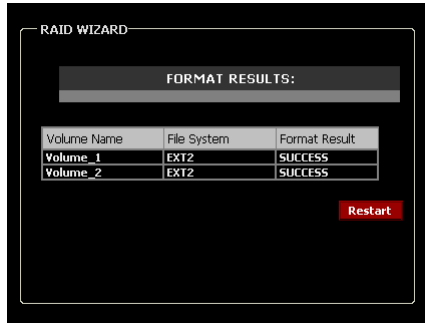 RAID WIZARD
FORMAT RESULTS:
Volume Name File System Format Result
Volume_1 EXT2 SUCCESS
Volume_2 EXT2 SUCCESS
Restart